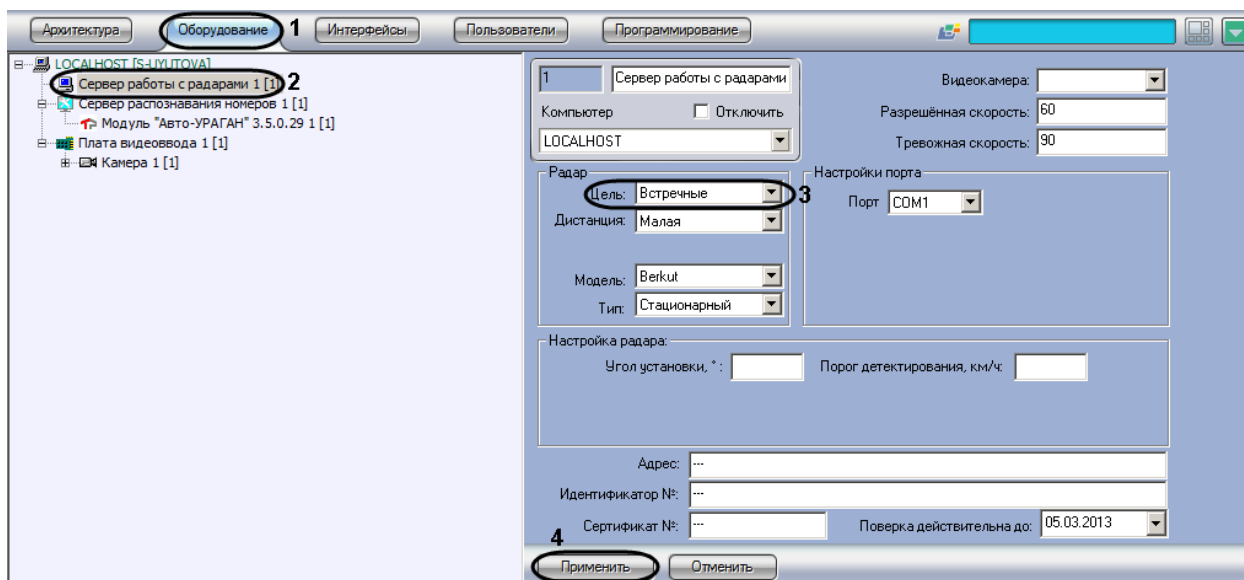 Архитектура Оборудование 1 Интерфейсы Пользователи Программирование
LOCALHOST [S-UYUTOVA]
Сервер работы с радарами 1 [1] 2
Сервер распознавания номеров 1 [1]
Модуль "Авто-УРАГАН" 3.5.0.29 1 [1]
Плата видеоввода 1 [1]
Камера 1 [1]
1 Сервер работы с радарами
Компьютер Отключить
LOCALHOST
Видеокамера:
Разрешённая скорость: 60
Тревожная скорость: 90
Радар
Цель: Встречные 3
Дистанция: Малая
Модель: Berkut
Тип: Стационарный
Настройки порта
Порт COM1
Настройка радара:
Угол установки, ° : Порог детектирования, км/ч:
Адрес: ---
Идентификатор №: ---
Сертификат №: --- Поверка действительна до: 05.03.2013
4
Применить Отменить